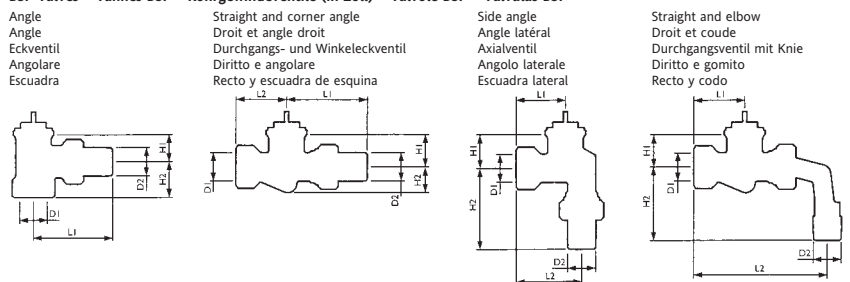 Angle
Angle
Eckventil
Angolare
Escuadra
Straight and corner angle
Droit et angle droit
Durchgangs- und Winkeleckventil
Diritto e angolare
Recto y escuadra de esquina
Side angle
Angle latéral
Axialventil
Angolo laterale
Escuadra lateral
Straight and elbow
Droit et coude
Durchgangsventil mit Knie
Diritto e gomito
Recto y codo
H1
H2
D2
D1
L1
L2
L1
D1
H1
H2
D2
L1
H1
D1
H2
D2
L2
L1
H1
D1
H2
D2
L2